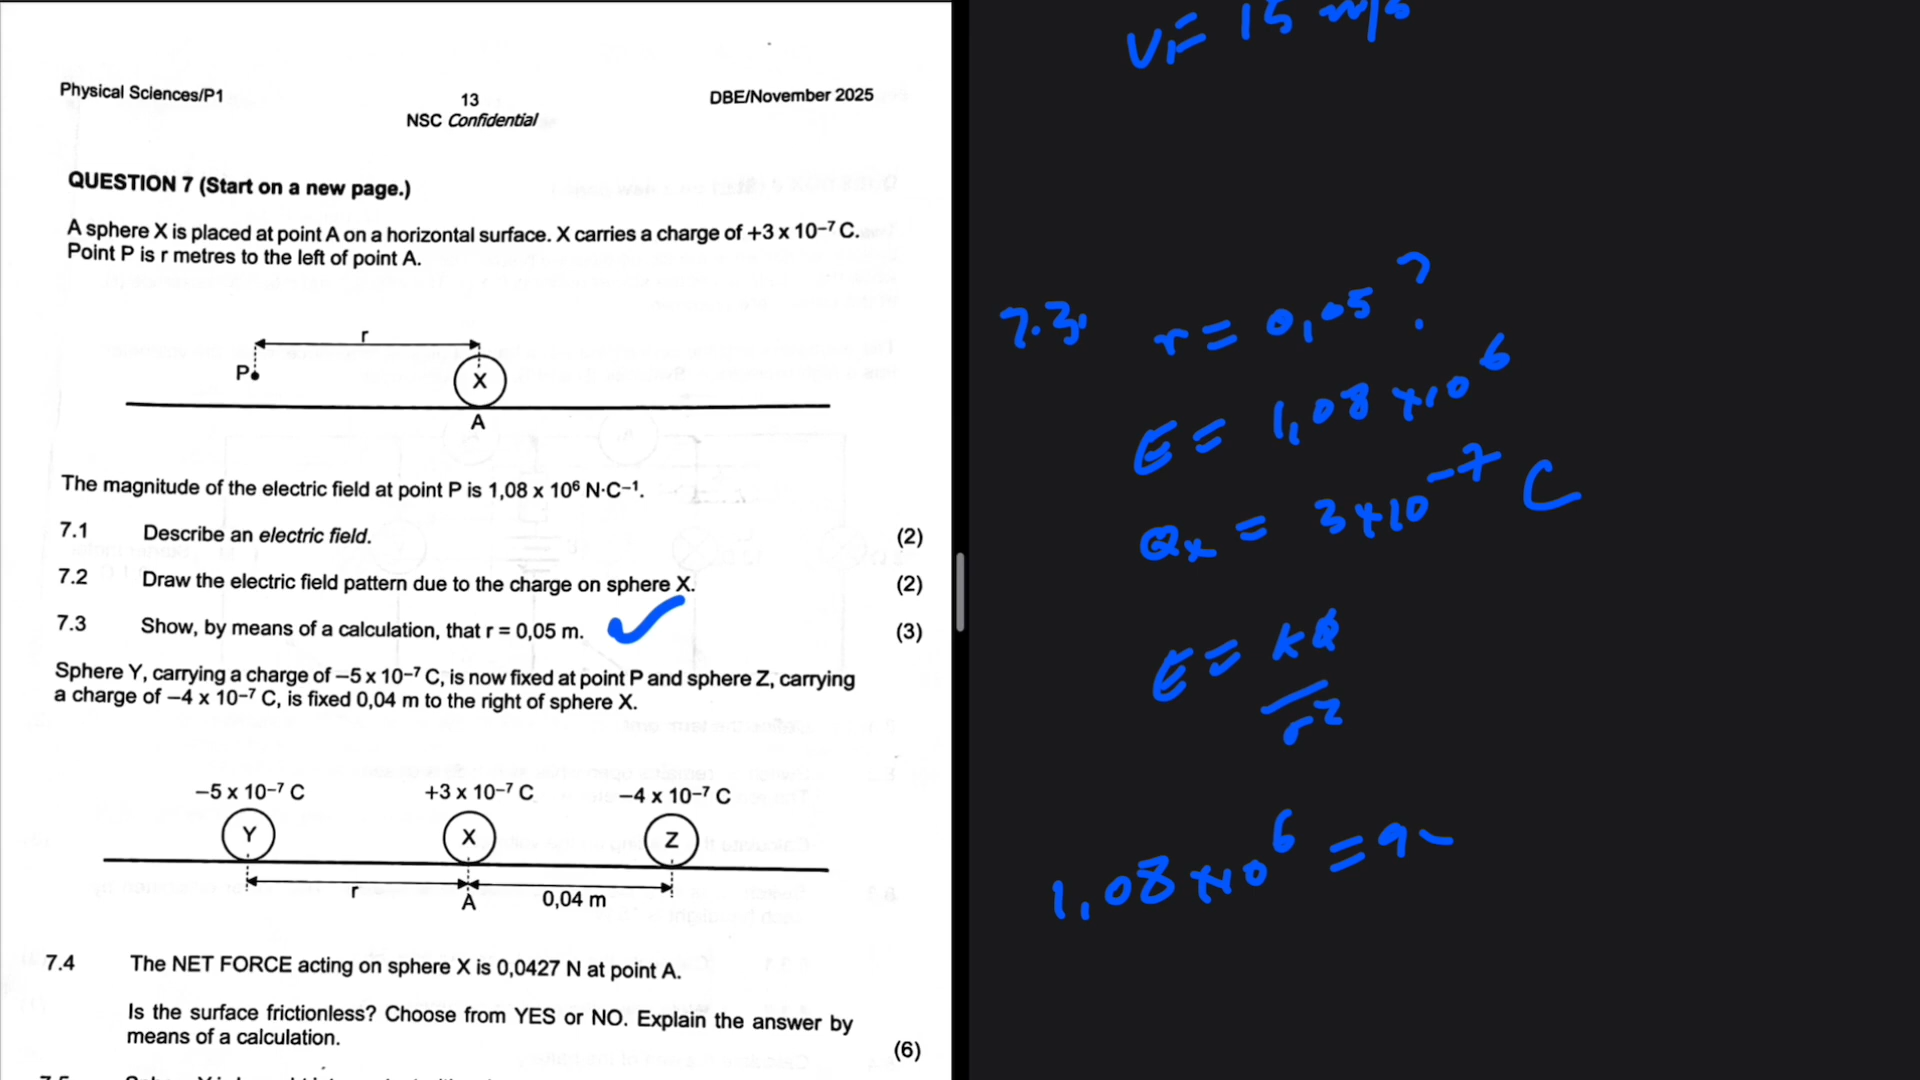 Physical Sciences/P1
13
DBE/November 2025
NSC Confidential
QUESTION 7 (Start on a new page.)
A sphere X is placed at point A on a horizontal surface. X carries a charge of +3 x 10⁻⁷ C.
Point P is r metres to the left of point A.
r
P
X
A
The magnitude of the electric field at point P is 1,08 x 10⁶ N·C⁻¹.
7.1 Describe an electric field. (2)
7.2 Draw the electric field pattern due to the charge on sphere X. (2)
7.3 Show, by means of a calculation, that r = 0,05 m. (3)
Sphere Y, carrying a charge of –5 x 10⁻⁷ C, is now fixed at point P and sphere Z, carrying
a charge of –4 x 10⁻⁷ C, is fixed 0,04 m to the right of sphere X.
–5 x 10⁻⁷ C +3 x 10⁻⁷ C –4 x 10⁻⁷ C
Y X Z
r A 0,04 m
7.4 The NET FORCE acting on sphere X is 0,0427 N at point A.
Is the surface frictionless? Choose from YES or NO. Explain the answer by
means of a calculation. (6)
= 15 m/s
7.3. r = 0,05 ?
E = 1,08 x 10⁶
Qx = 3 x 10⁻⁷ C
E = kQ
r²
1,08 x 10⁶ = 9